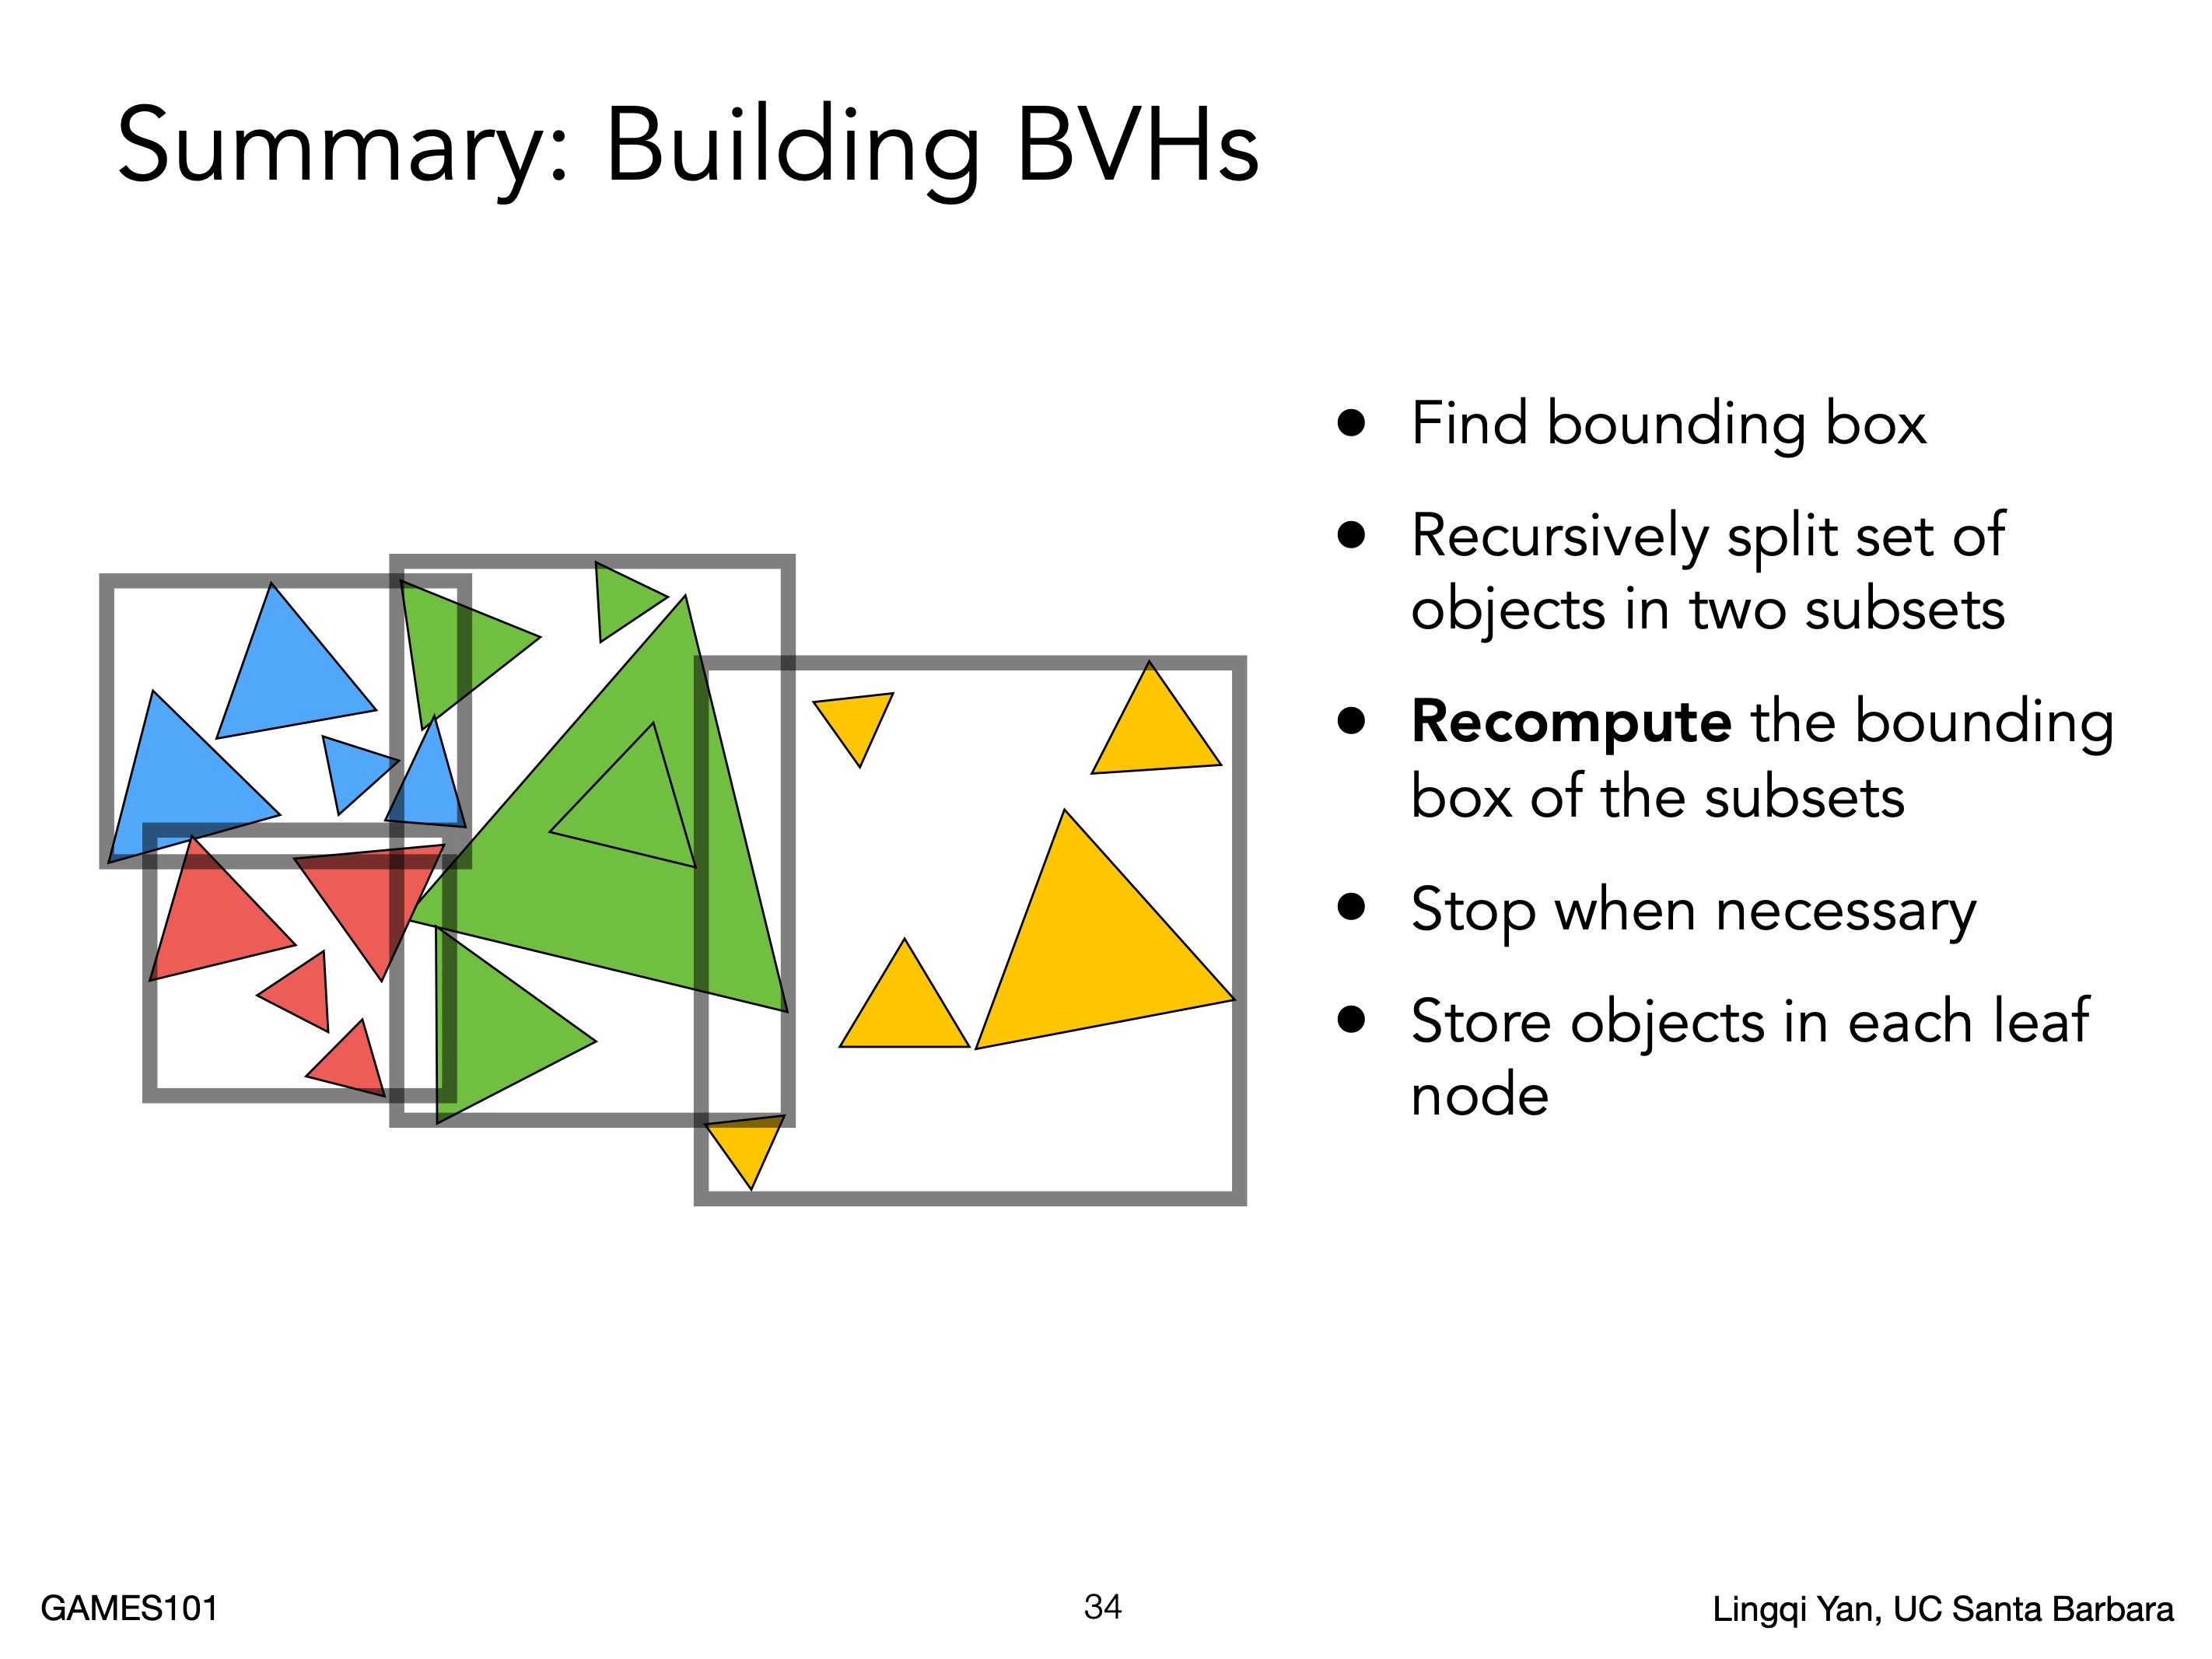 Summary: Building BVHs
● Find bounding box
● Recursively split set of
objects in two subsets
● Recompute the bounding
box of the subsets
● Stop when necessary
● Store objects in each leaf
node
GAMES101
34
Lingqi Yan, UC Santa Barbara